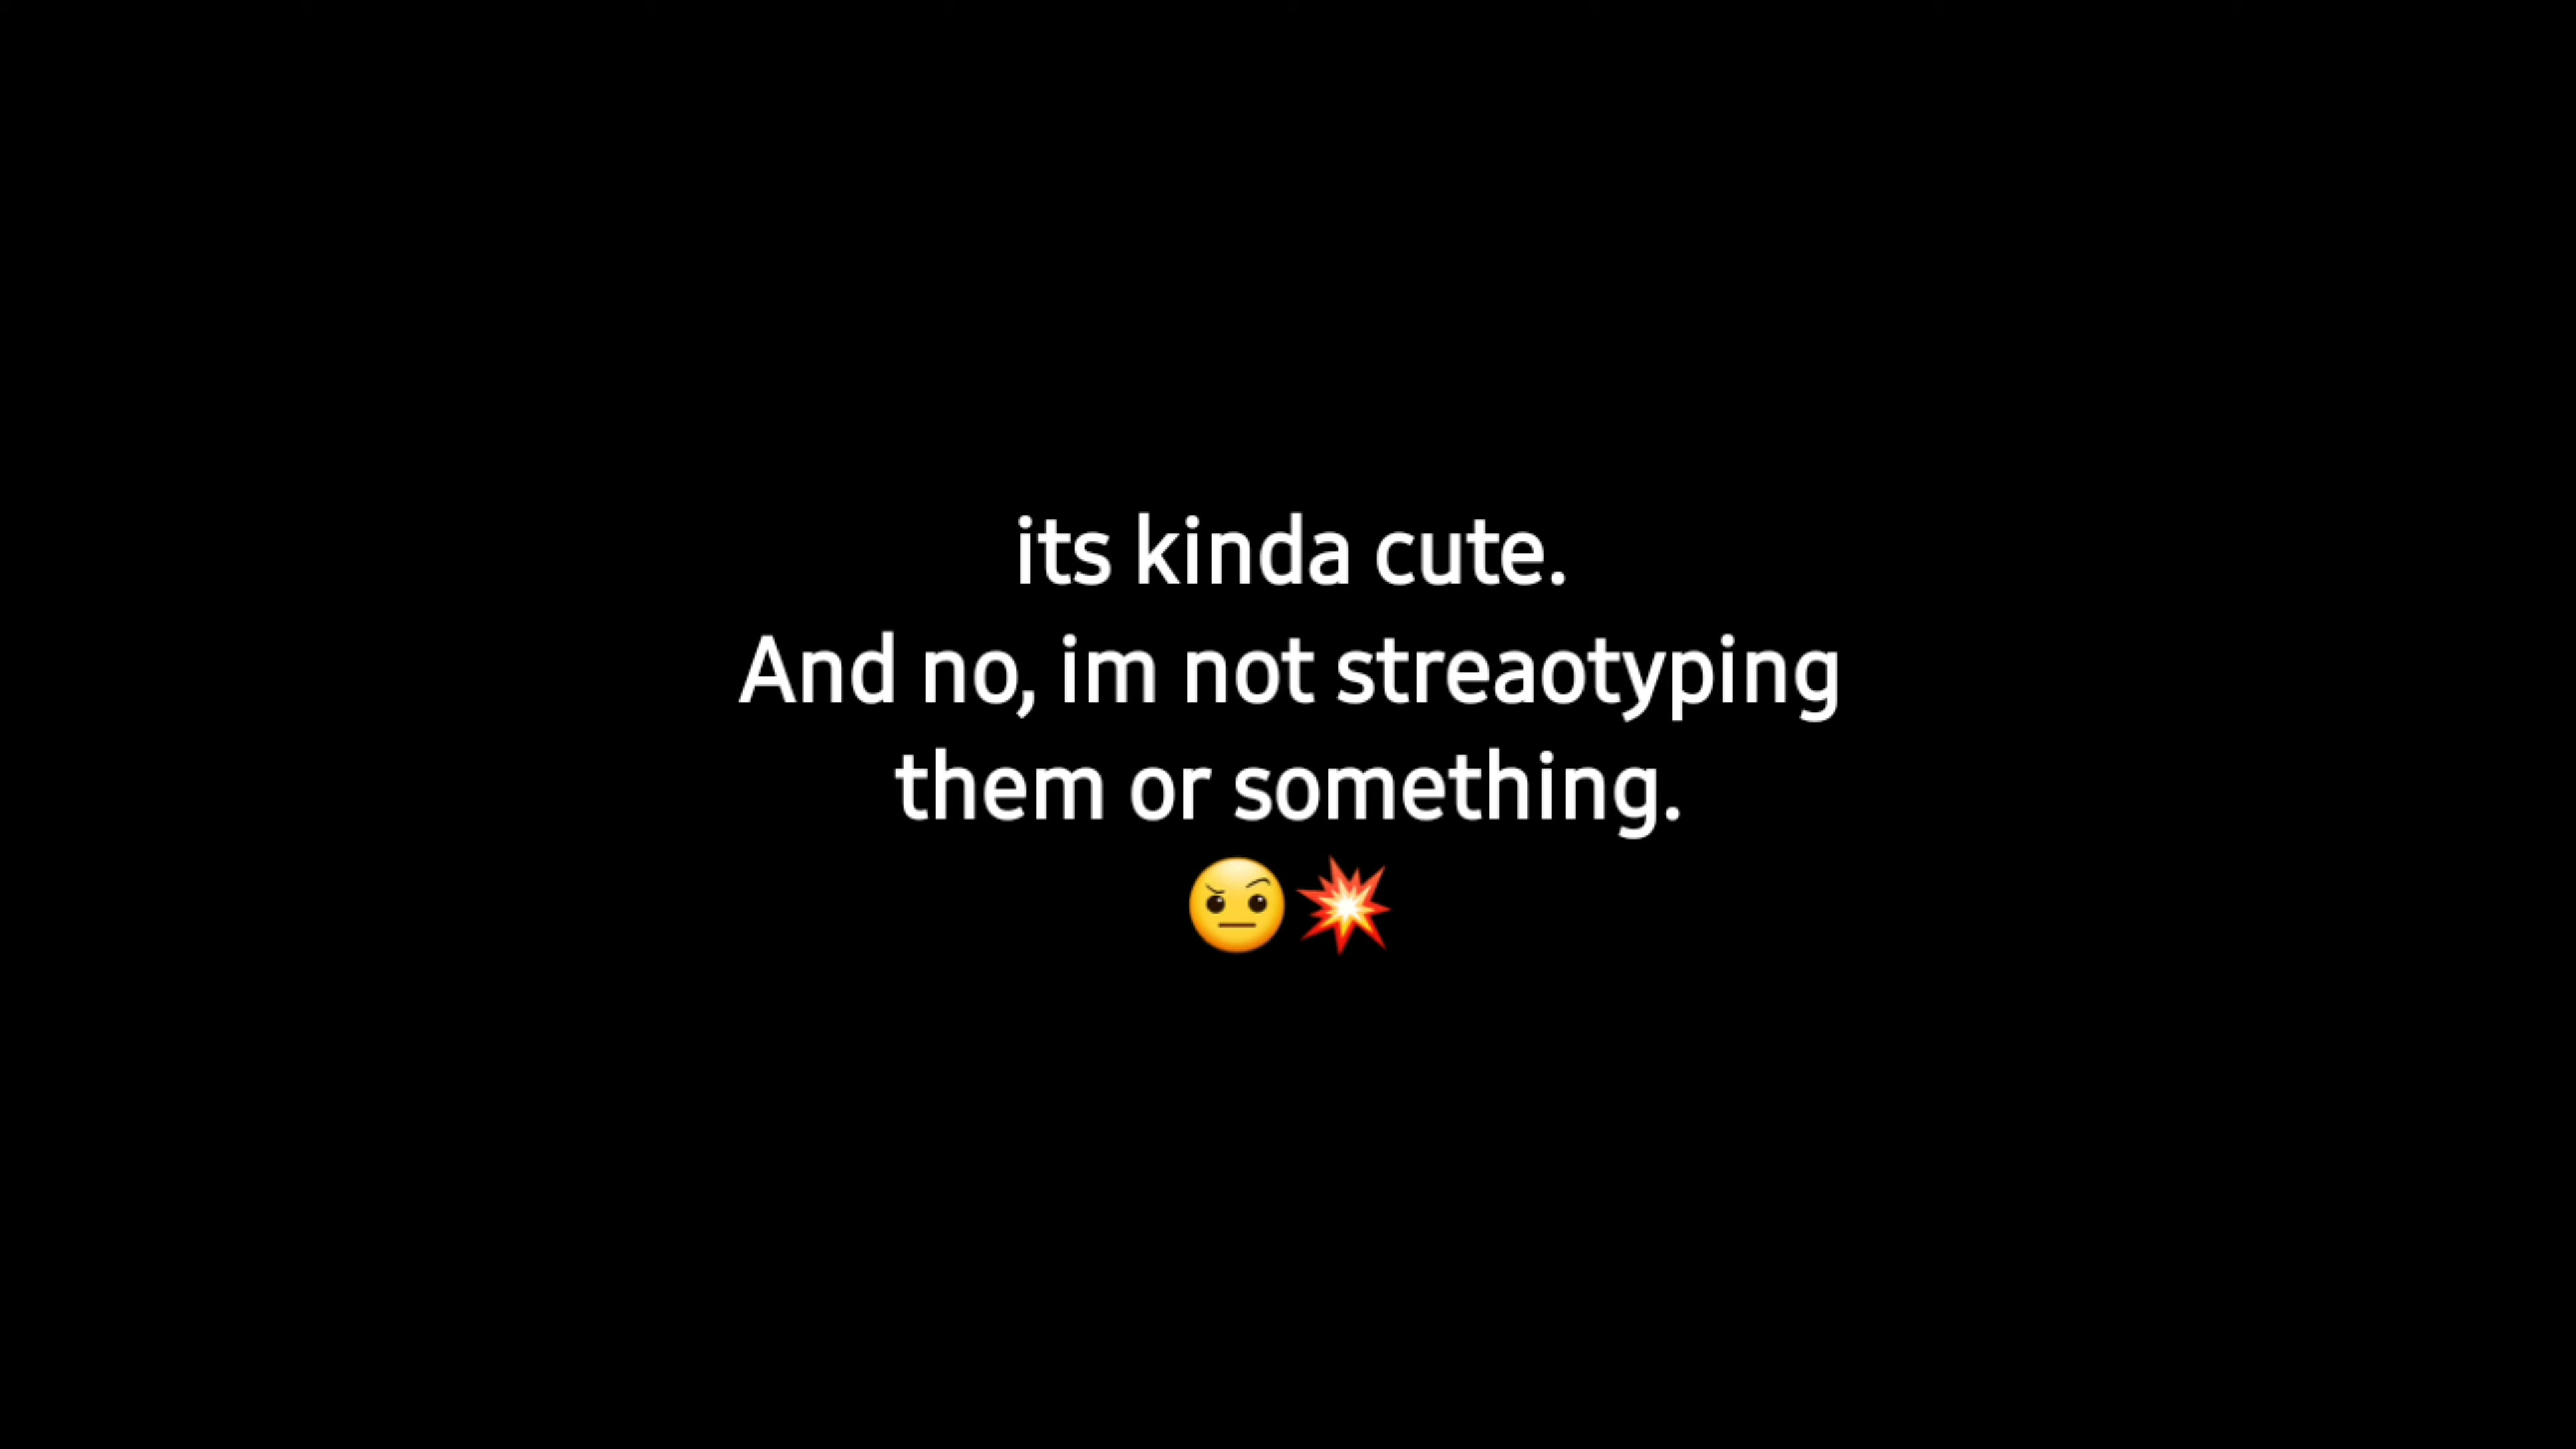 its kinda cute.
And no, im not streaotyping
them or something.
🤨💥